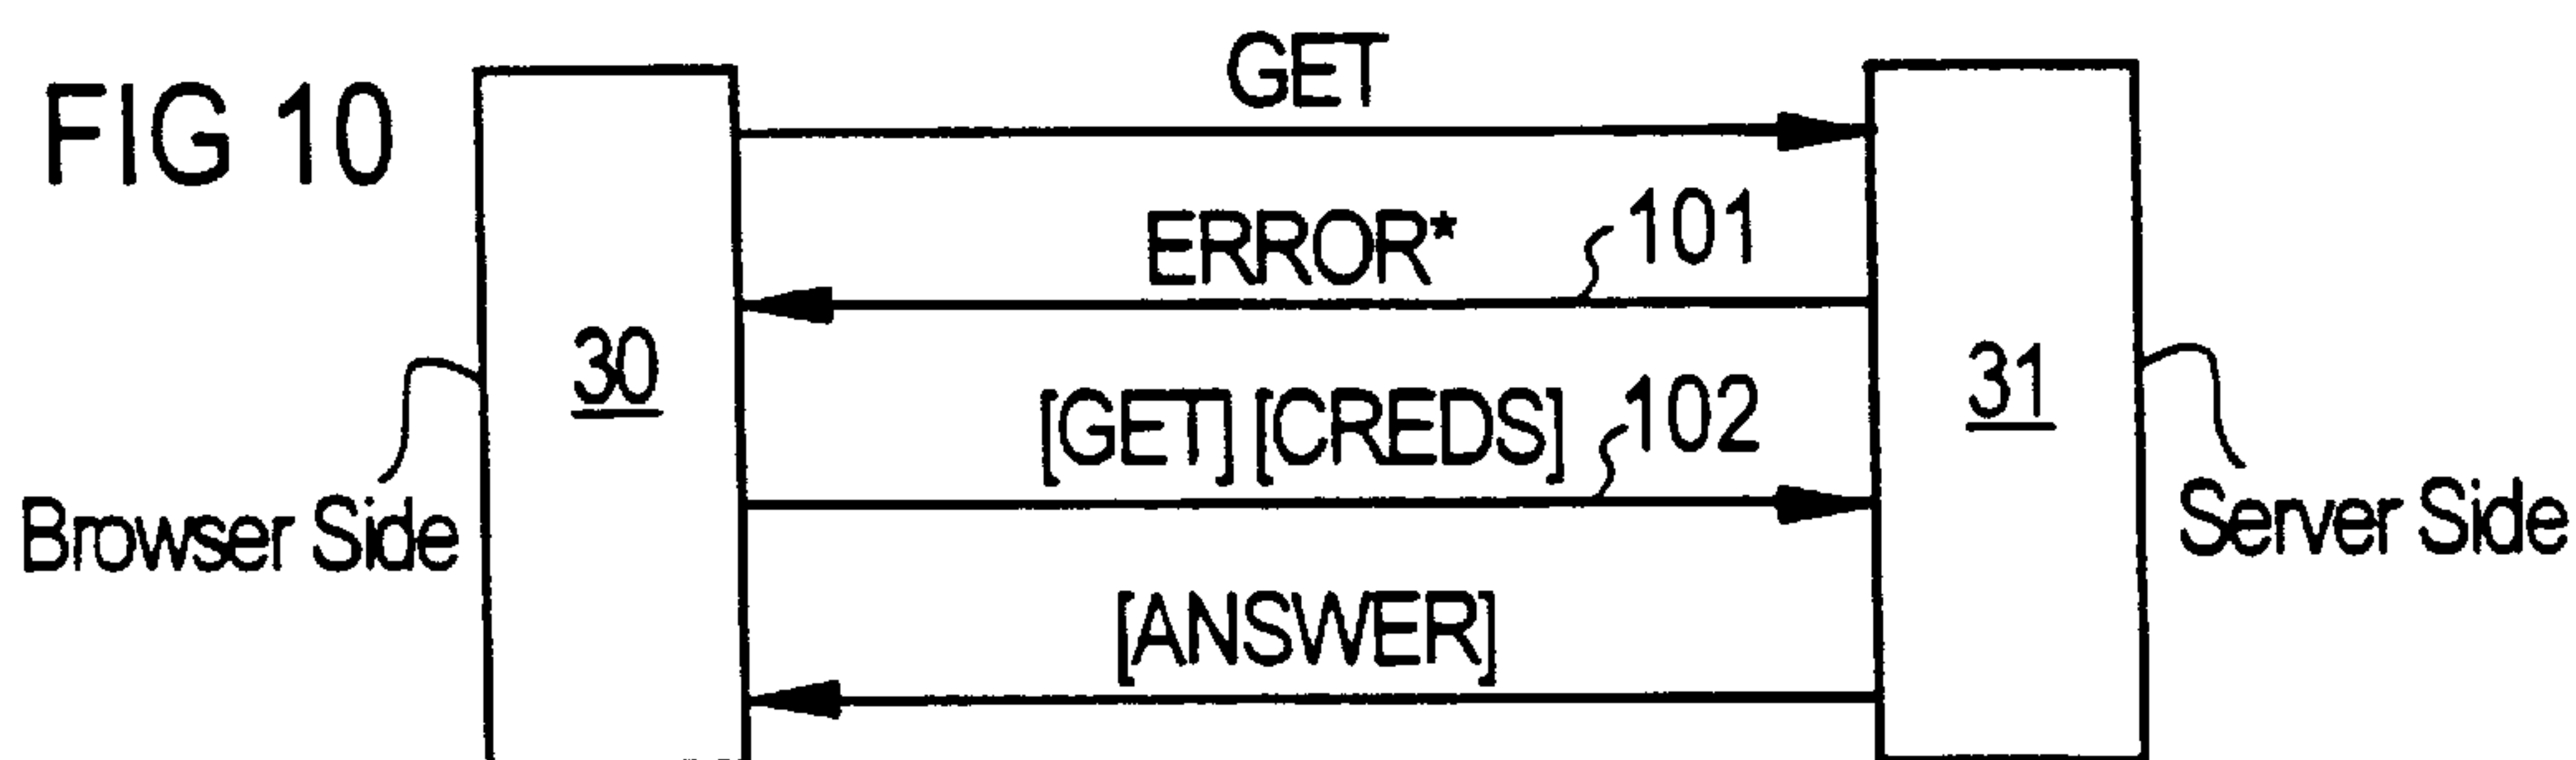 FIG 10
GET
ERROR*
101
30
31
[GET] [CREDS]
102
Browser Side
Server Side
[ANSWER]